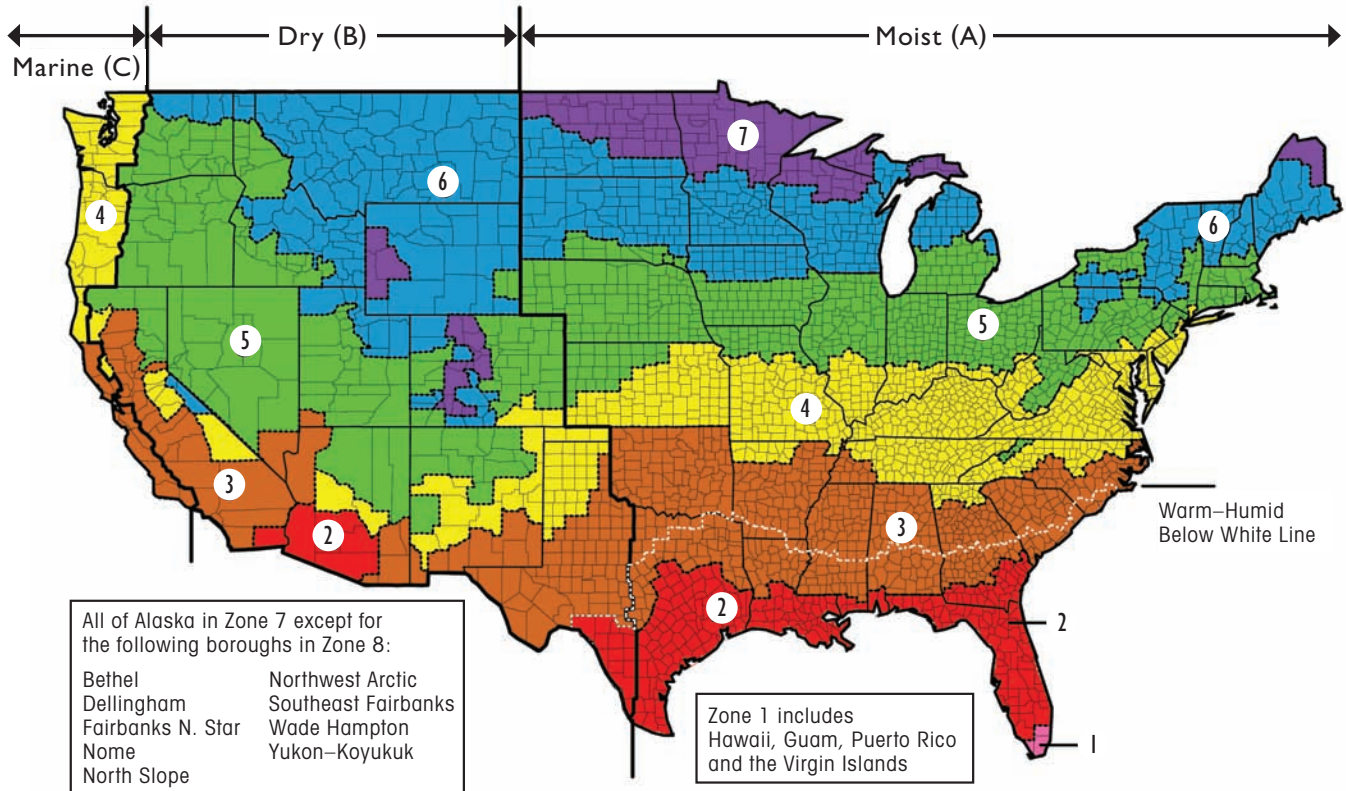 Marine (C)
Dry (B)
Moist (A)
7
6
4
6
5
5
4
3
3
2
2
2
1
Warm–Humid
Below White Line
All of Alaska in Zone 7 except for
the following boroughs in Zone 8:
Bethel
Dellingham
Fairbanks N. Star
Nome
North Slope
Northwest Arctic
Southeast Fairbanks
Wade Hampton
Yukon–Koyukuk
Zone 1 includes
Hawaii, Guam, Puerto Rico
and the Virgin Islands